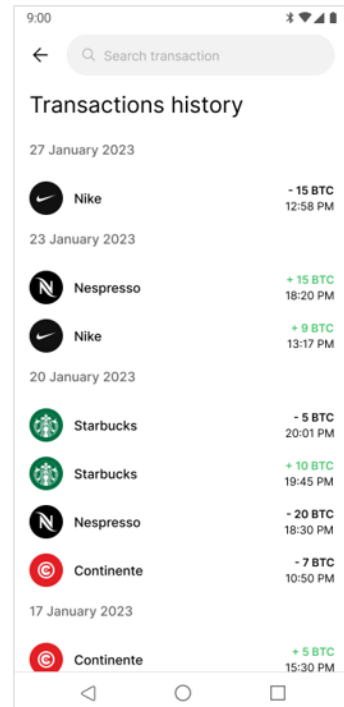 9:00
Search transaction
Transactions history
27 January 2023
Nike
- 15 BTC
12:58 PM
23 January 2023
Nespresso
+ 15 BTC
18:20 PM
Nike
+ 9 BTC
13:17 PM
20 January 2023
Starbucks
- 5 BTC
20:01 PM
Starbucks
+ 10 BTC
19:45 PM
Nespresso
- 20 BTC
18:30 PM
Continente
- 7 BTC
10:50 PM
17 January 2023
Continente
+ 5 BTC
15:30 PM